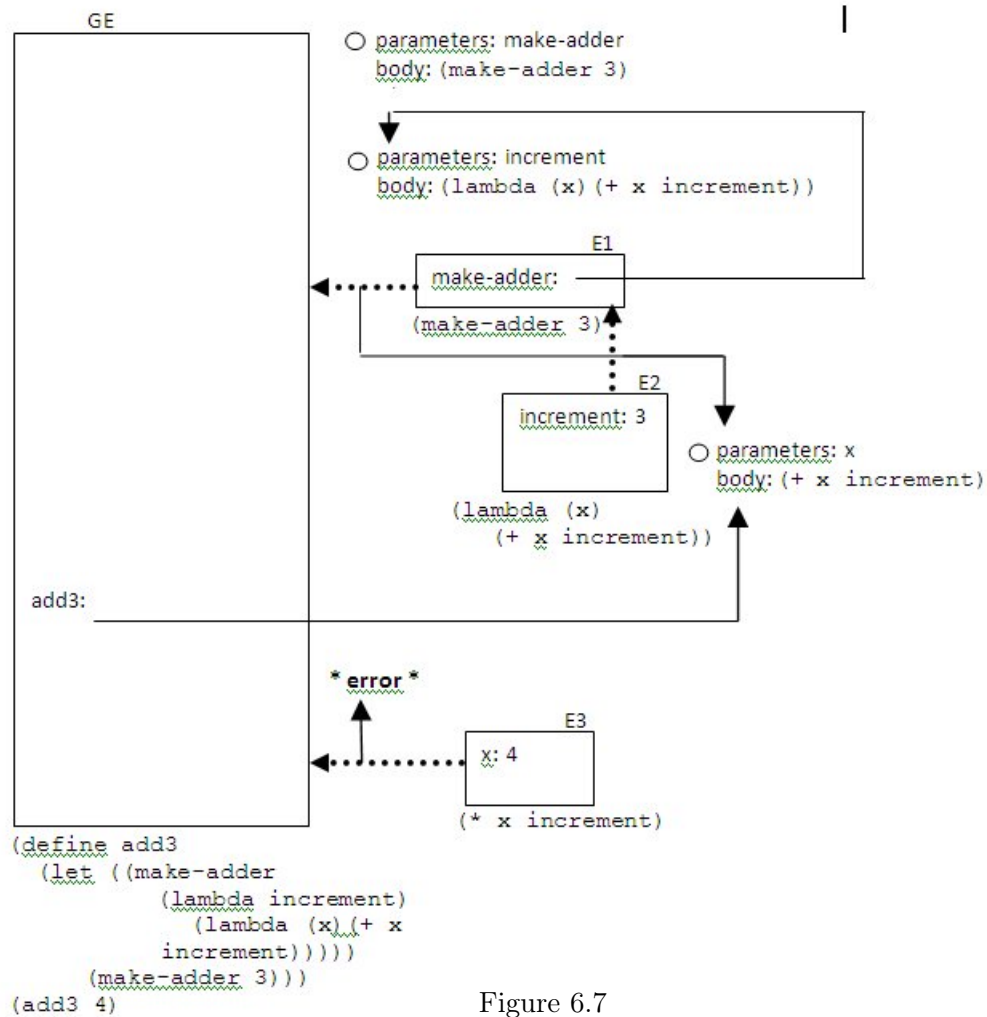 GE
parameters: make-adder
body: (make-adder 3)
parameters: increment
body: (lambda (x)(+ x increment))
E1
make-adder:
(make-adder 3)
E2
increment: 3
parameters: x
body: (+ x increment)
(lambda (x)
(+ x increment))
add3:
* error *
E3
x: 4
(* x increment)
(define add3
(let ((make-adder
(lambda increment)
(lambda (x)(+ x
increment)))))
(make-adder 3)))
(add3 4)
Figure 6.7